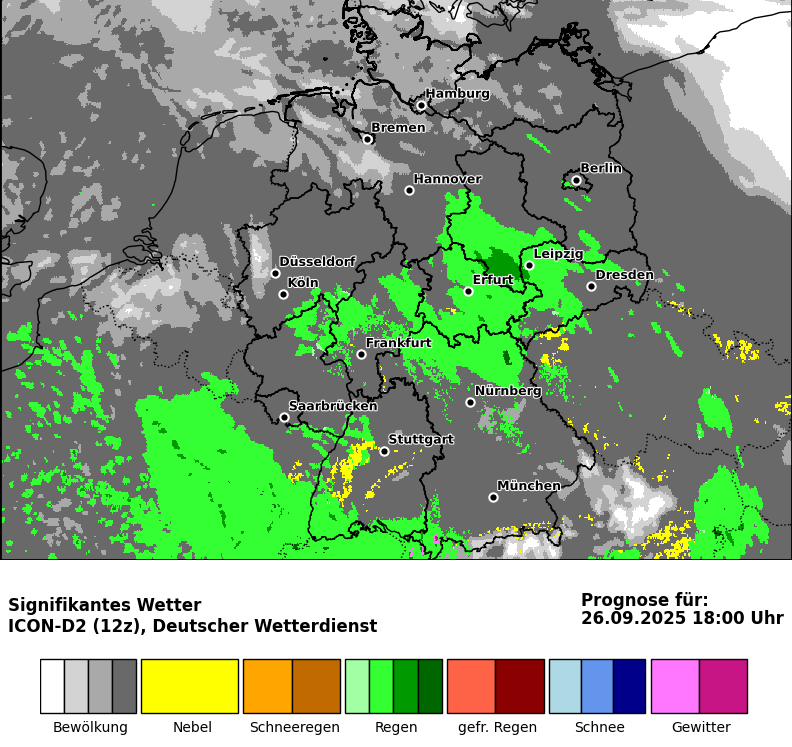 Hamburg
Bremen
Berlin
Hannover
Leipzig
Düsseldorf
Dresden
Köln
Erfurt
Frankfurt
Nürnberg
Saarbrücken
Stuttgart
München
Signifikantes Wetter
ICON-D2 (12z), Deutscher Wetterdienst
Prognose für:
26.09.2025 18:00 Uhr
Bewölkung
Nebel
Schneeregen
Regen
gefr. Regen
Schnee
Gewitter